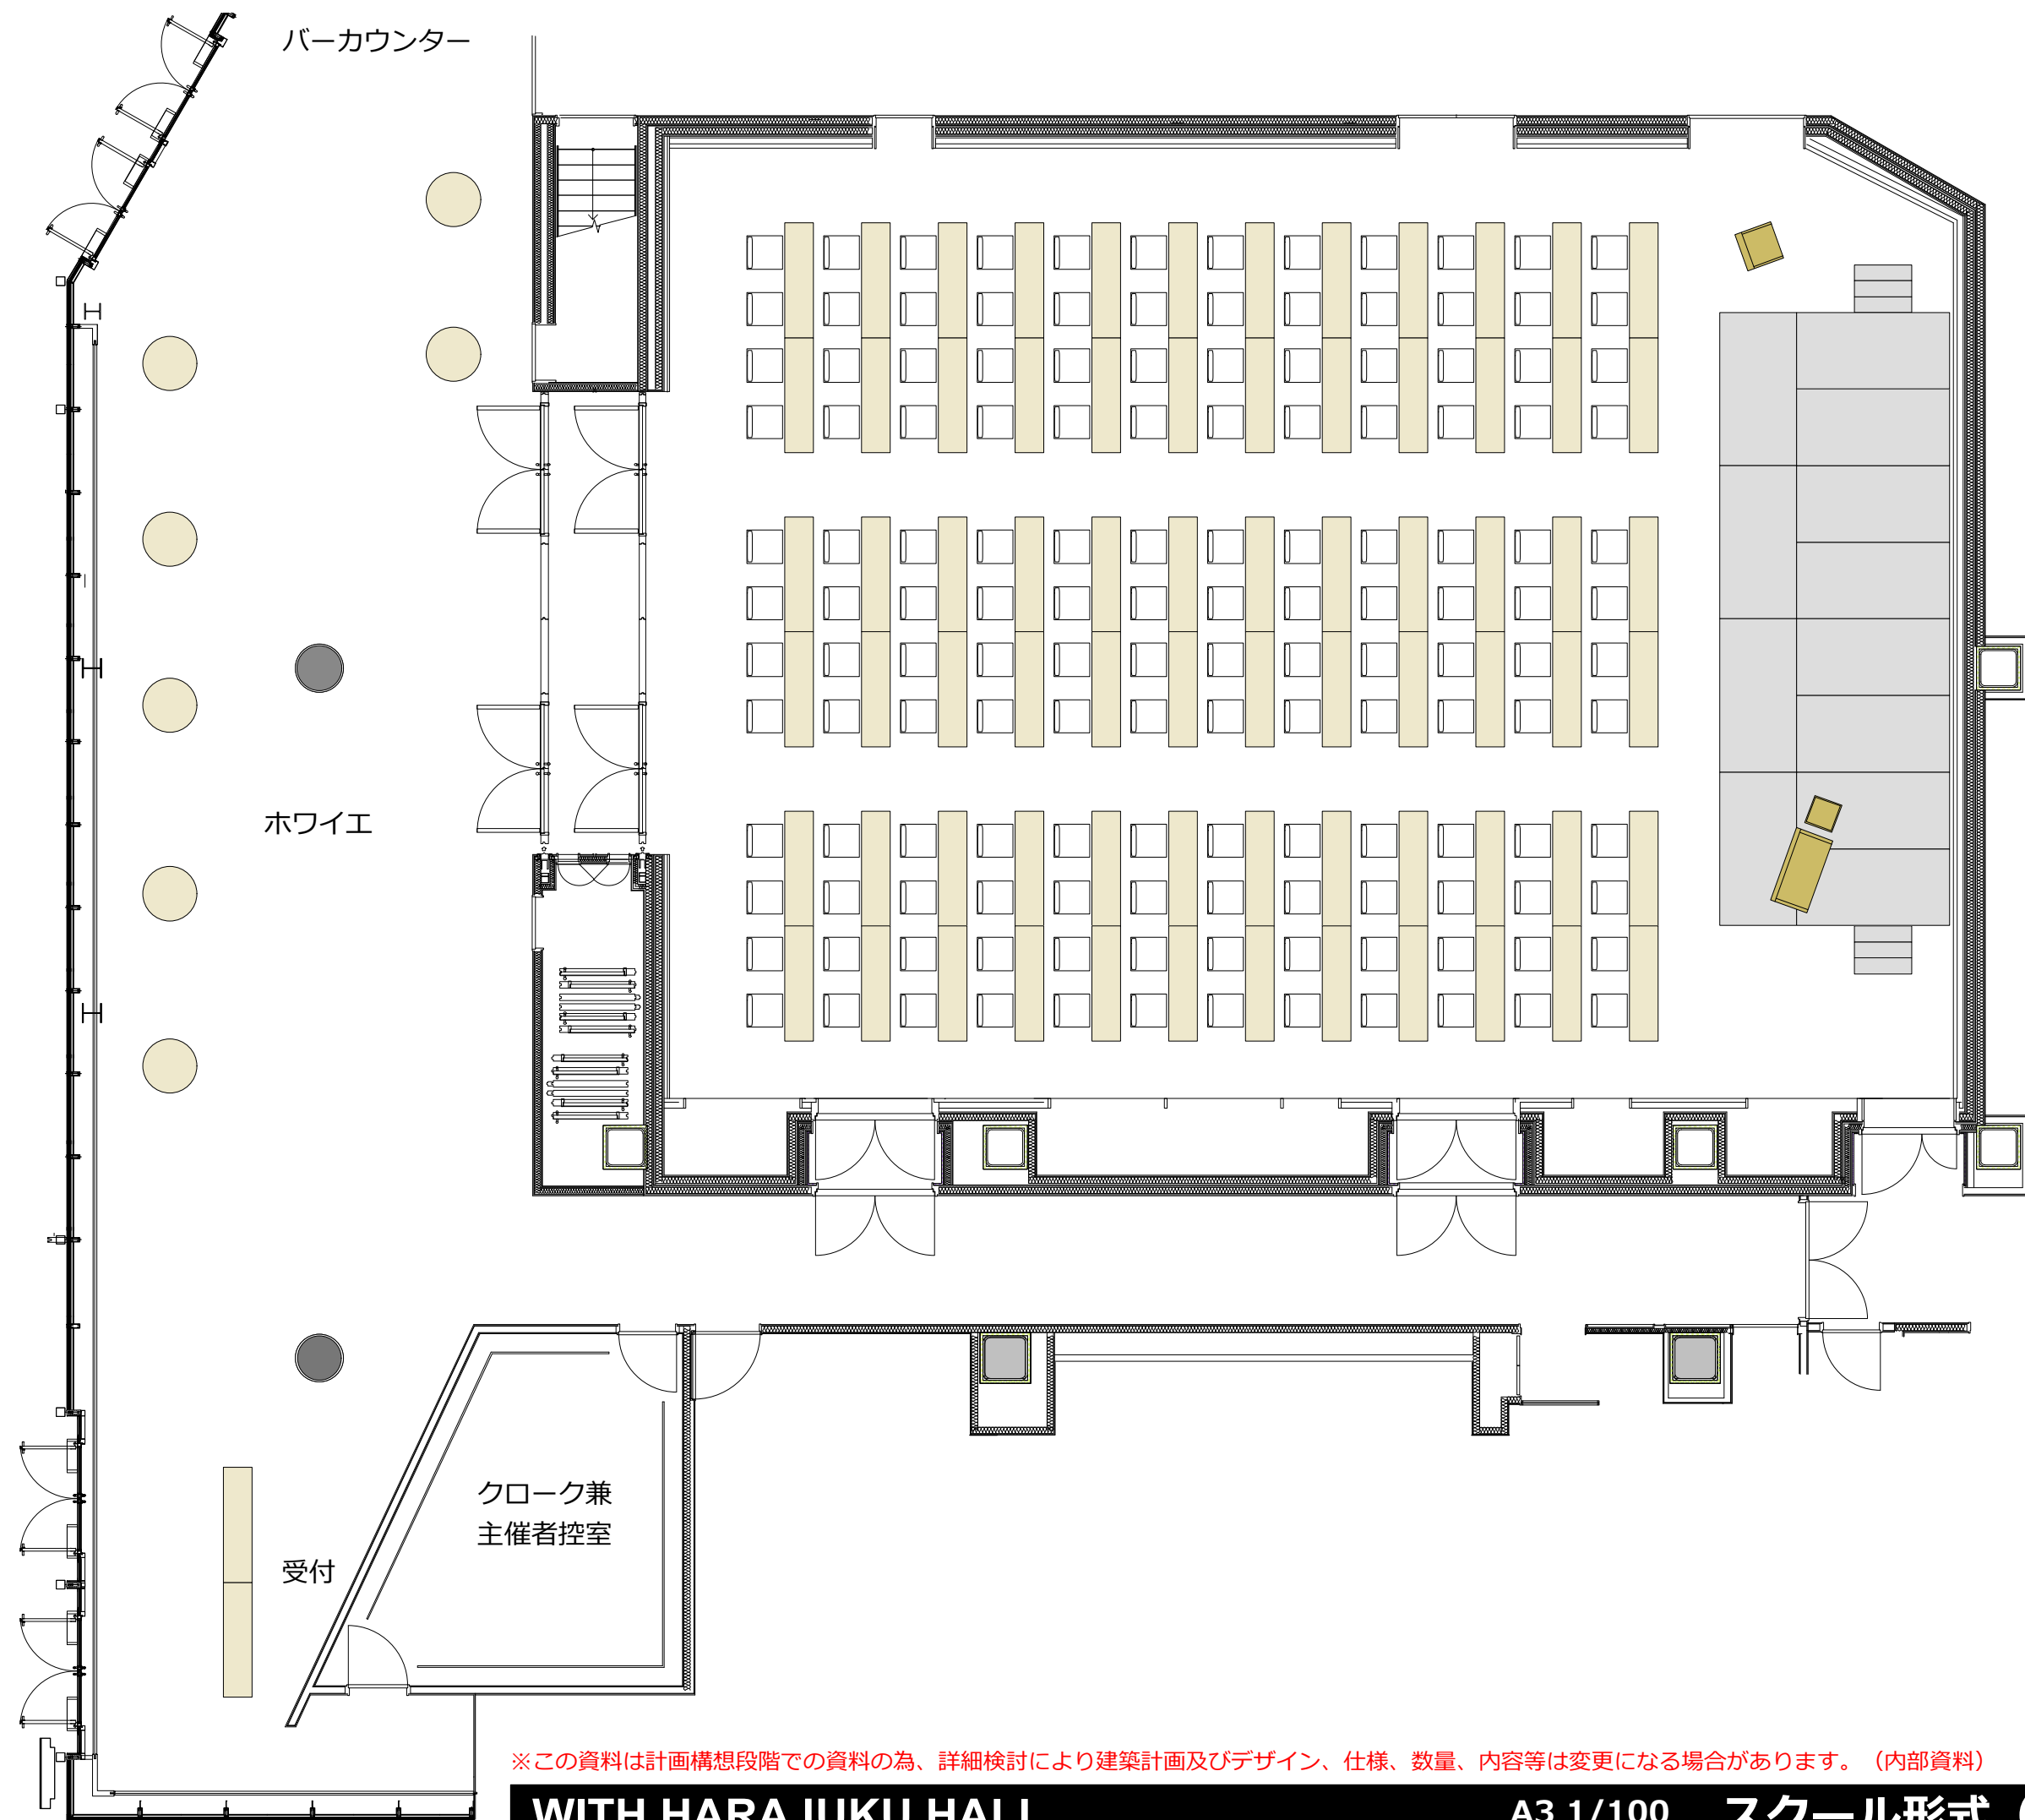 バーカウンター
ホワイエ
クローク兼
主催者控室
受付
※この資料は計画構想段階での資料の為、詳細検討により建築計画及びデザイン、仕様、数量、内容等は変更になる場合があります。（内部資料）
WITH HARAJUKU HALL A3 1/100 スクール形式（